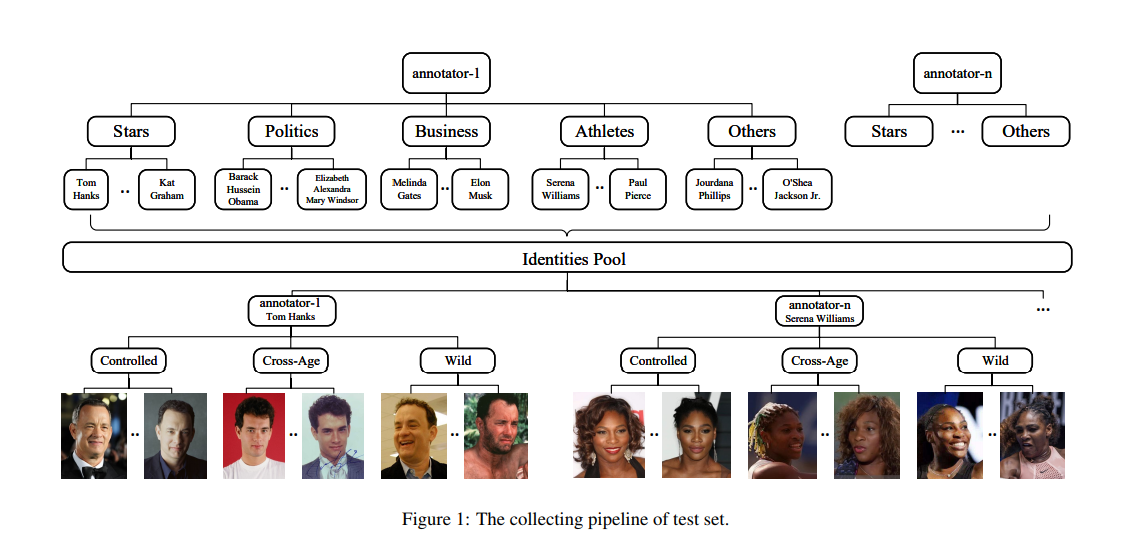 annotator-1
annotator-n
Stars
Politics
Business
Athletes
Others
Stars
...
Others
Tom
Hanks
..
Kat
Graham
Barack
Hussein
Obama
..
Elizabeth
Alexandra
Mary Windsor
Melinda
Gates
..
Elon
Musk
Serena
Williams
..
Paul
Pierce
Jourdana
Phillips
..
O'Shea
Jackson Jr.
Identities Pool
annotator-1
Tom Hanks
annotator-n
Serena Williams
...
Controlled
Cross-Age
Wild
Controlled
Cross-Age
Wild
..
..
..
..
..
..
Figure 1: The collecting pipeline of test set.